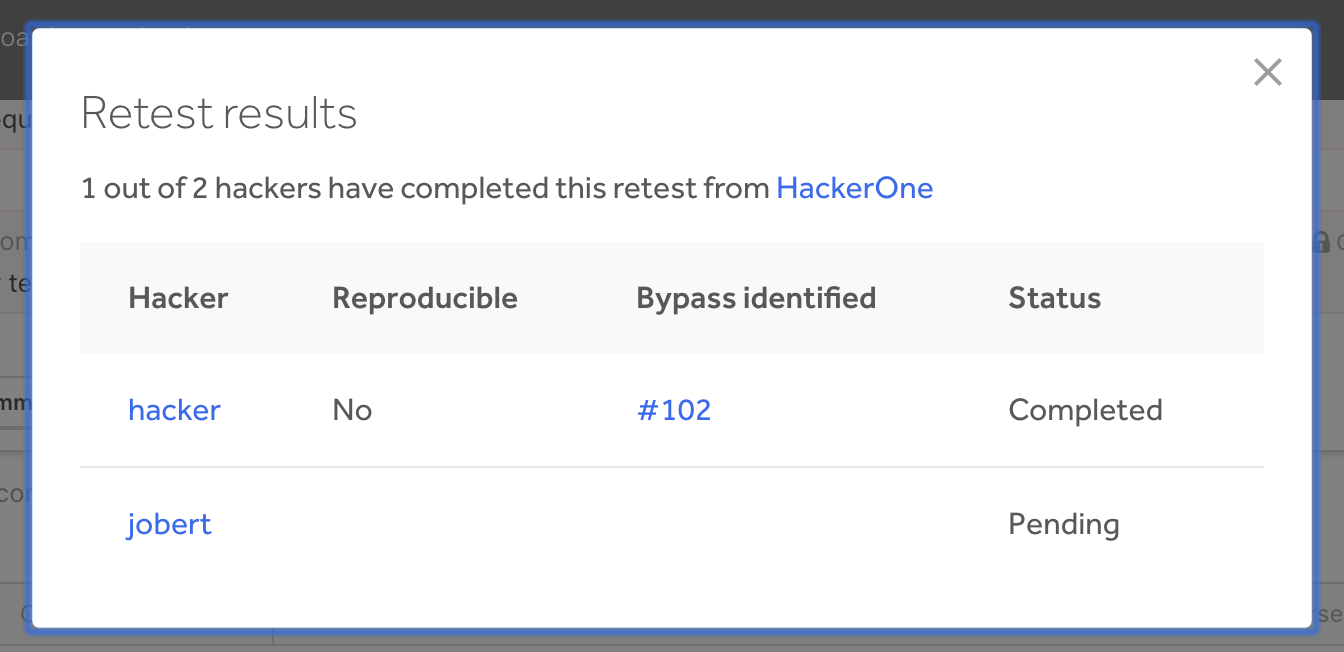 Retest results
1 out of 2 hackers have completed this retest from HackerOne
Hacker Reproducible Bypass identified Status
hacker No #102 Completed
jobert Pending